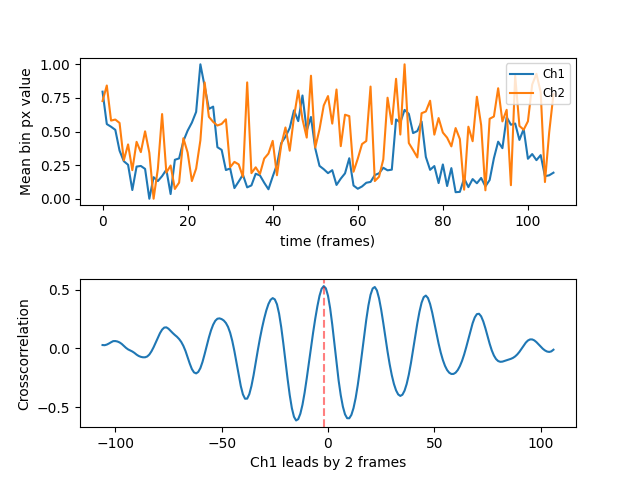 1.00
0.75
0.50
0.25
0.00
Mean bin px value
Ch1
Ch2
0 20 40 60 80 100
time (frames)
0.5
0.0
−0.5
Crosscorrelation
−100 −50 0 50 100
Ch1 leads by 2 frames